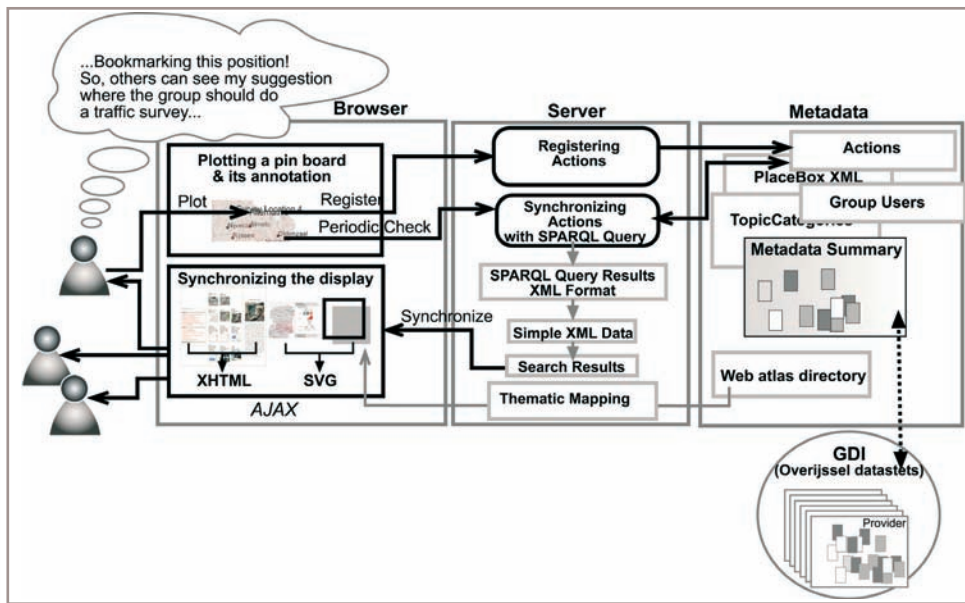 ...Bookmarking this position!
So, others can see my suggestion
where the group should do
a traffic survey...
Browser
Server
Metadata
Plotting a pin board
& its annotation
Plot
Register
Periodic Check
Registering
Actions
Synchronizing
Actions
with SPARQL Query
Actions
PlaceBox XML
Group Users
TopicCategories
Metadata Summary
Synchronizing the display
XHTML
SVG
AJAX
Synchronize
SPARQL Query Results
XML Format
Simple XML Data
Search Results
Thematic Mapping
Web atlas directory
GDI
(Overijssel datastets)
Provider